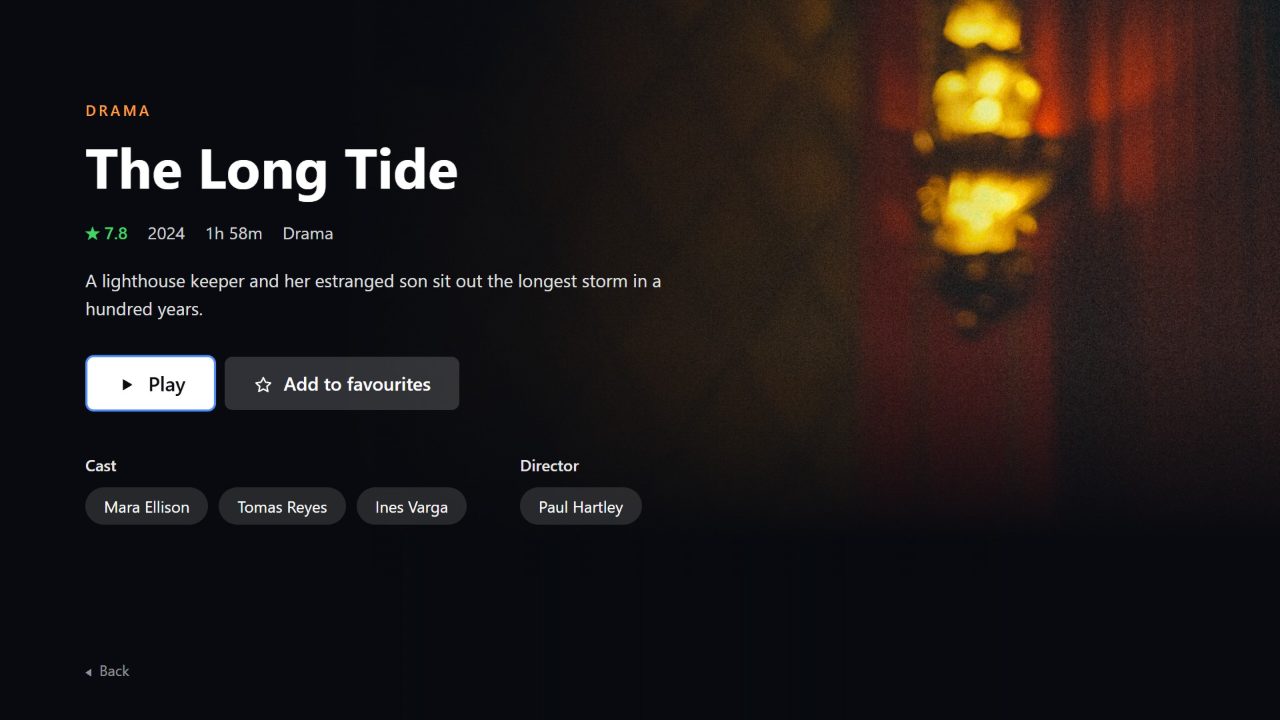 DRAMA
The Long Tide
★ 7.8 2024 1h 58m Drama
A lighthouse keeper and her estranged son sit out the longest storm in a
hundred years.
Play
Add to favourites
Cast
Mara Ellison
Tomas Reyes
Ines Varga
Director
Paul Hartley
Back